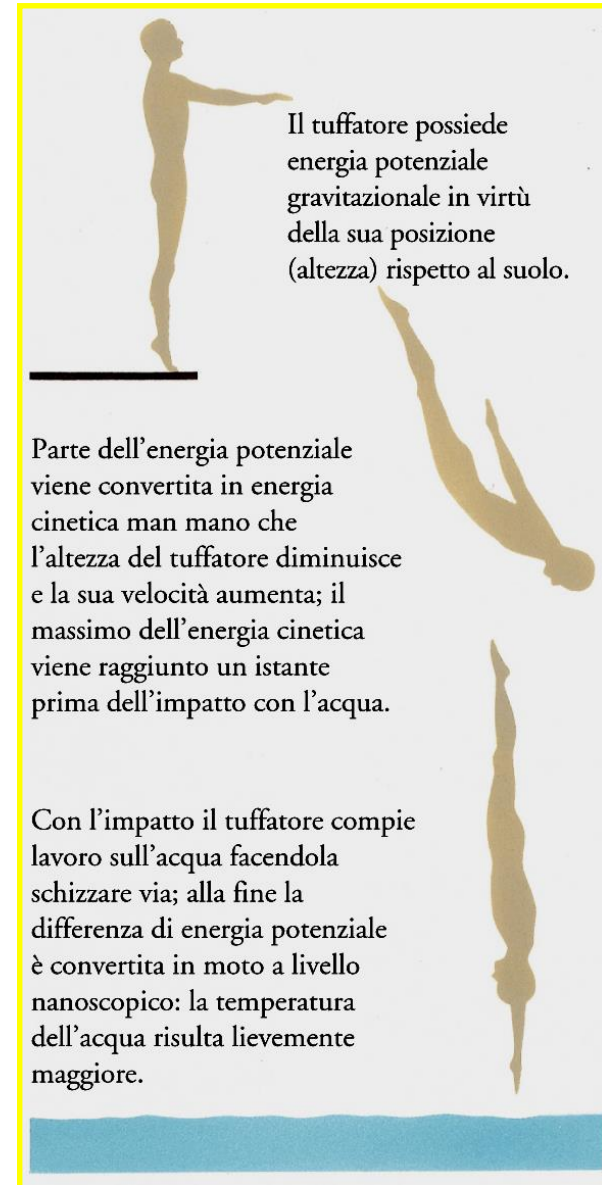 Il tuffatore possiede
energia potenziale
gravitazionale in virtù
della sua posizione
(altezza) rispetto al suolo.
Parte dell'energia potenziale
viene convertita in energia
cinetica man mano che
l'altezza del tuffatore diminuisce
e la sua velocità aumenta; il
massimo dell'energia cinetica
viene raggiunto un istante
prima dell'impatto con l'acqua.
Con l'impatto il tuffatore compie
lavoro sull'acqua facendola
schizzare via; alla fine la
differenza di energia potenziale
è convertita in moto a livello
nanoscopico: la temperatura
dell'acqua risulta lievemente
maggiore.